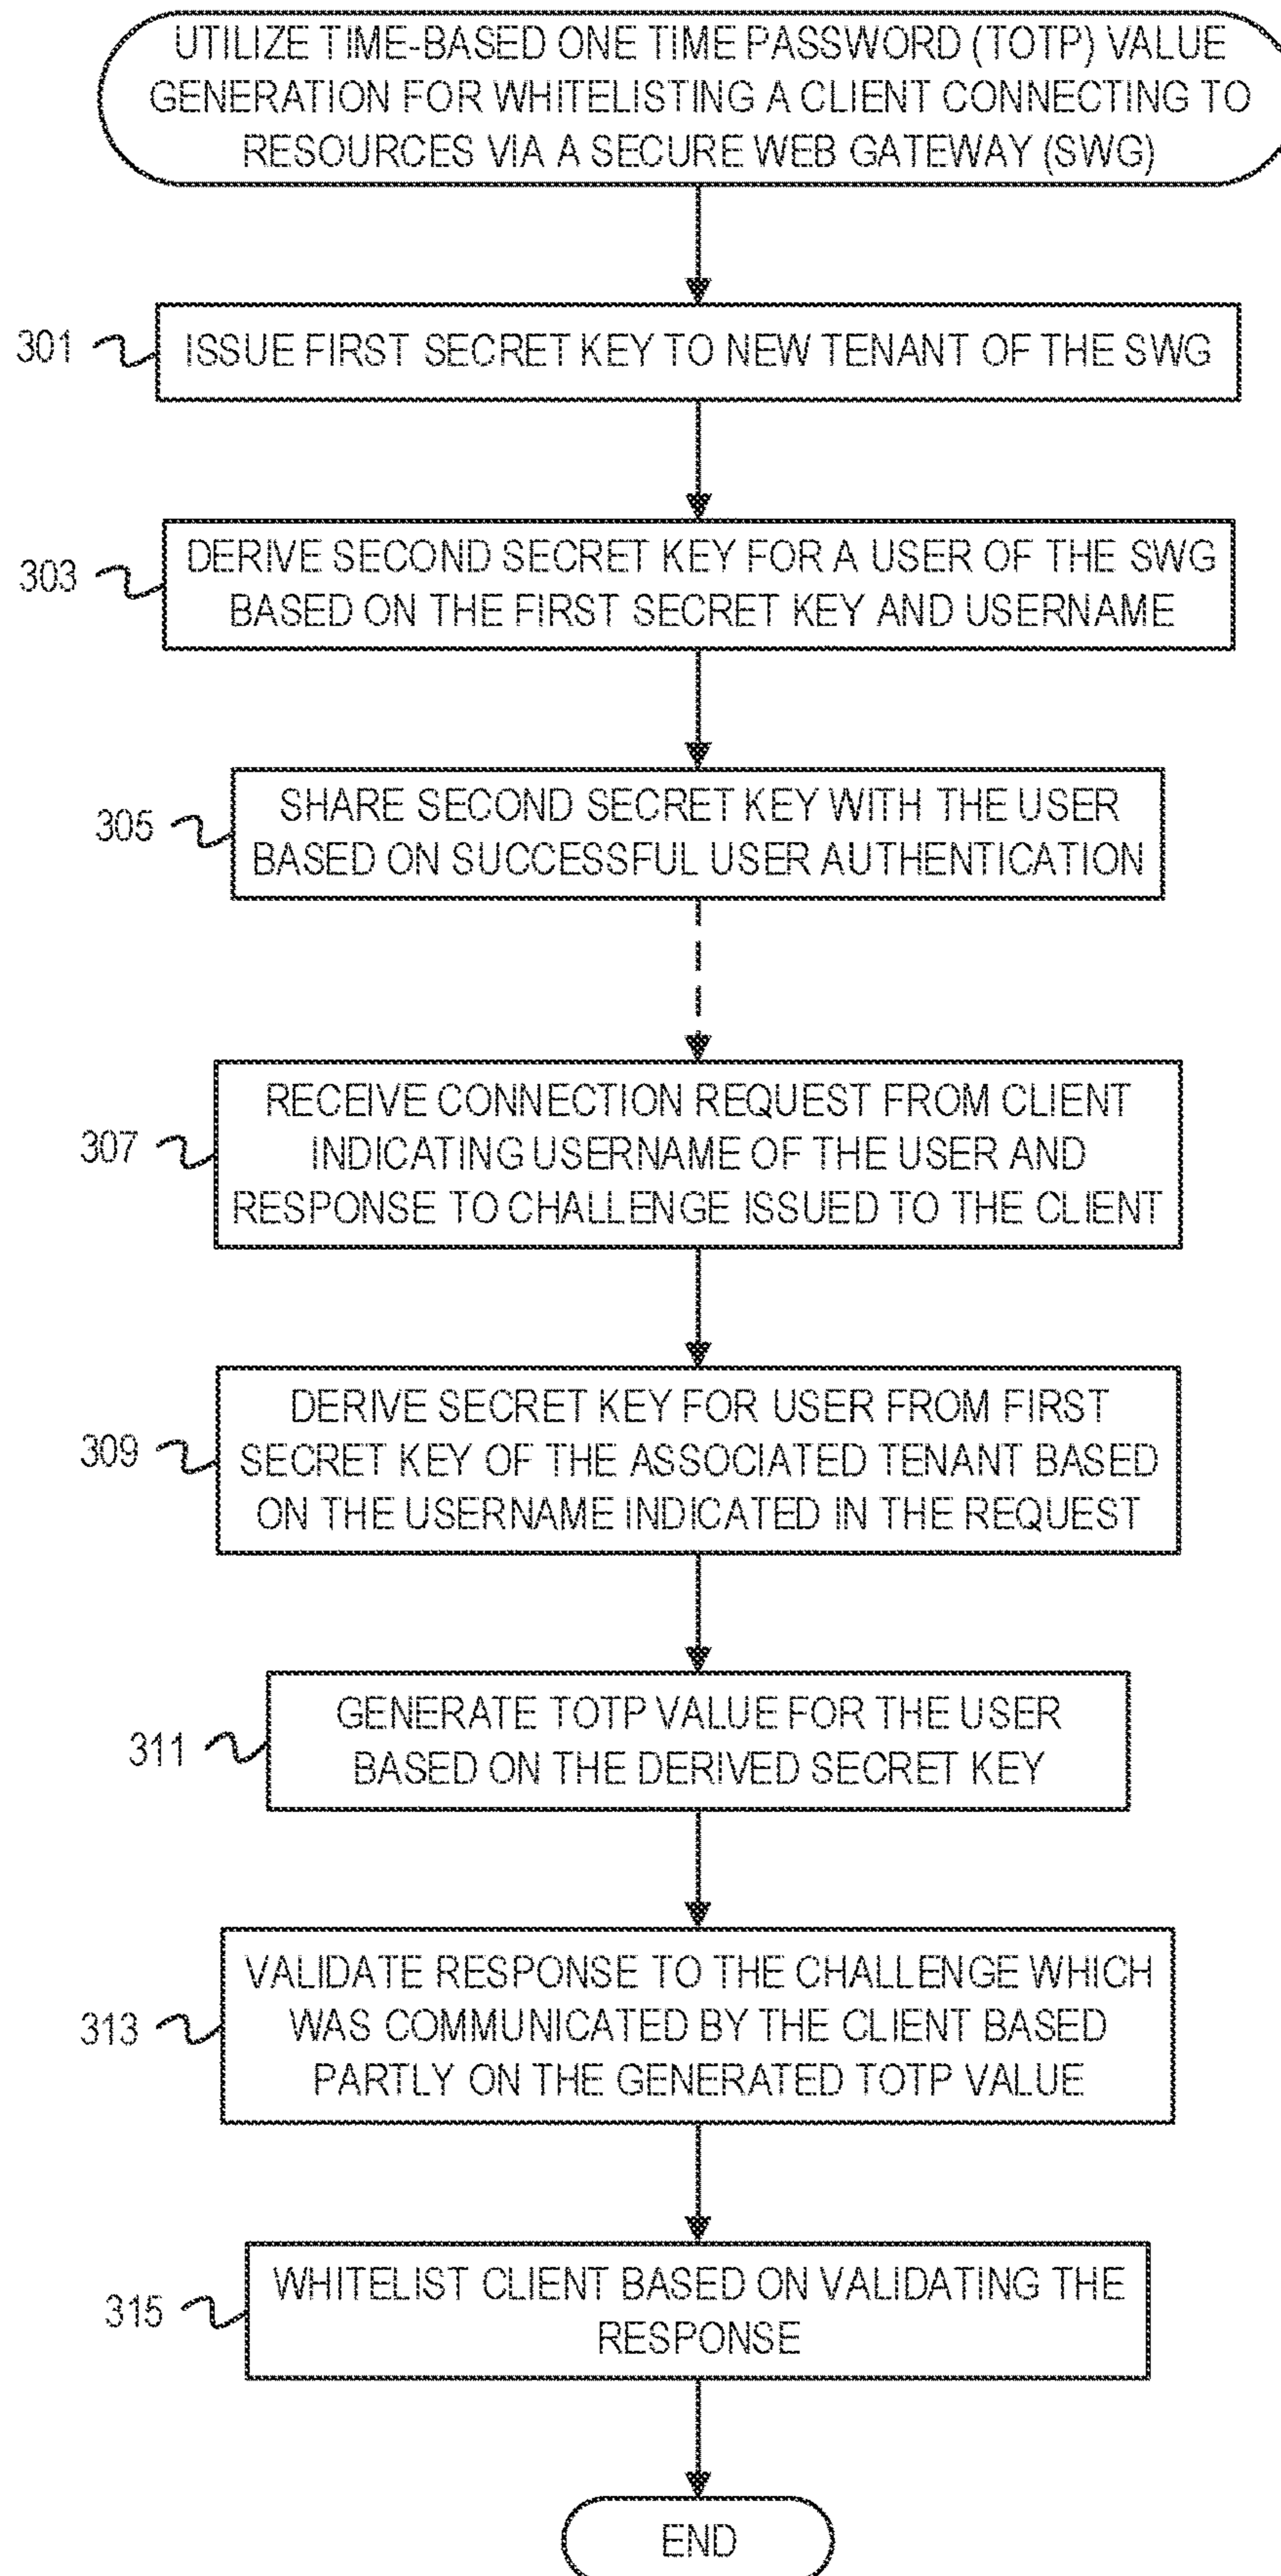 UTILIZE TIME-BASED ONE TIME PASSWORD (TOTP) VALUE
GENERATION FOR WHITELISTING A CLIENT CONNECTING TO
RESOURCES VIA A SECURE WEB GATEWAY (SWG)
301
ISSUE FIRST SECRET KEY TO NEW TENANT OF THE SWG
303
DERIVE SECOND SECRET KEY FOR A USER OF THE SWG
BASED ON THE FIRST SECRET KEY AND USERNAME
305
SHARE SECOND SECRET KEY WITH THE USER
BASED ON SUCCESSFUL USER AUTHENTICATION
307
RECEIVE CONNECTION REQUEST FROM CLIENT
INDICATING USERNAME OF THE USER AND
RESPONSE TO CHALLENGE ISSUED TO THE CLIENT
309
DERIVE SECRET KEY FOR USER FROM FIRST
SECRET KEY OF THE ASSOCIATED TENANT BASED
ON THE USERNAME INDICATED IN THE REQUEST
311
GENERATE TOTP VALUE FOR THE USER
BASED ON THE DERIVED SECRET KEY
313
VALIDATE RESPONSE TO THE CHALLENGE WHICH
WAS COMMUNICATED BY THE CLIENT BASED
PARTLY ON THE GENERATED TOTP VALUE
315
WHITELIST CLIENT BASED ON VALIDATING THE
RESPONSE
END